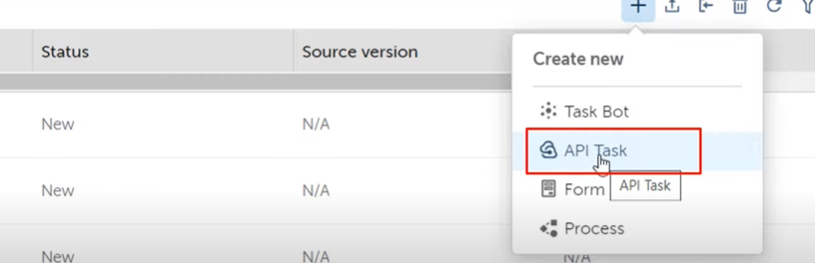 Status
Source version
Create new
Task Bot
API Task
Form
API Task
Process
New
N/A
New
N/A
New
N/A
N/A